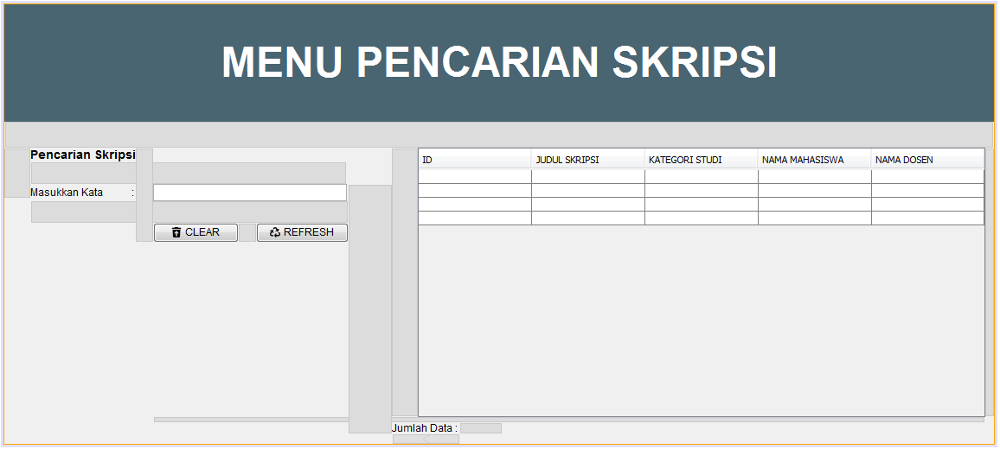 MENU PENCARIAN SKRIPSI
Pencarian Skripsi
Masukkan Kata :
CLEAR REFRESH
ID JUDUL SKRIPSI KATEGORI STUDI NAMA MAHASISWA NAMA DOSEN
Jumlah Data :